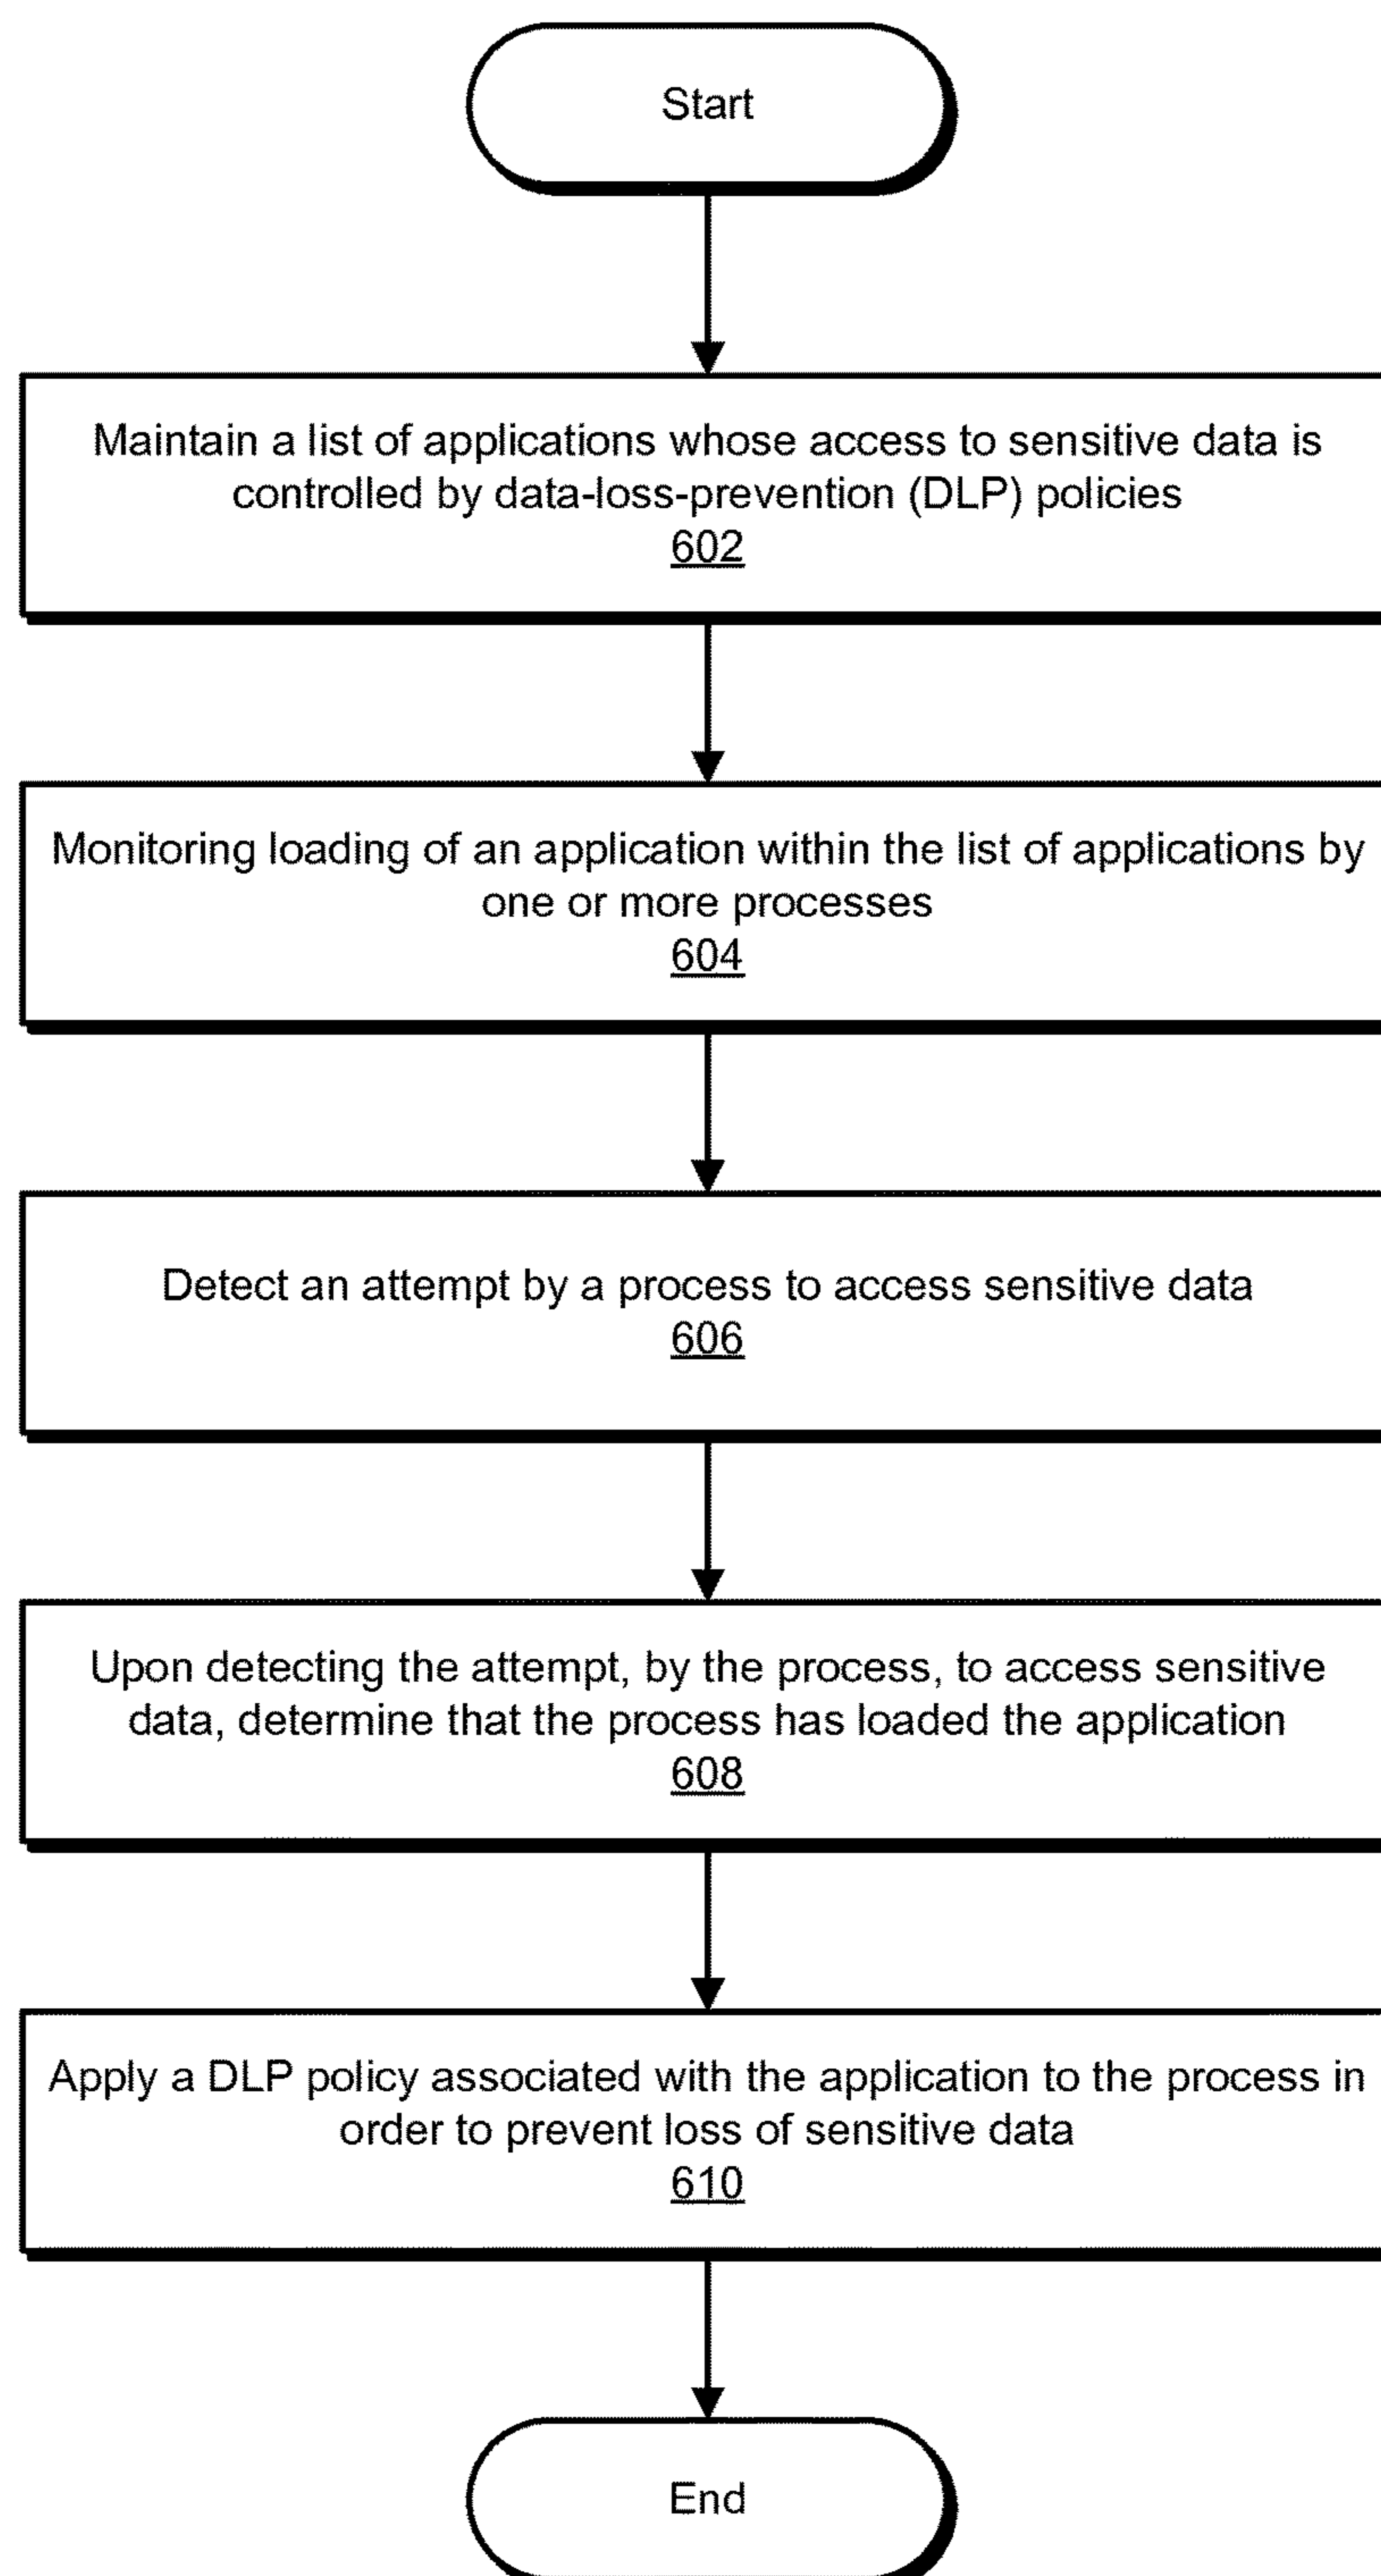 Start
Maintain a list of applications whose access to sensitive data is
controlled by data-loss-prevention (DLP) policies
602
Monitoring loading of an application within the list of applications by
one or more processes
604
Detect an attempt by a process to access sensitive data
606
Upon detecting the attempt, by the process, to access sensitive
data, determine that the process has loaded the application
608
Apply a DLP policy associated with the application to the process in
order to prevent loss of sensitive data
610
End